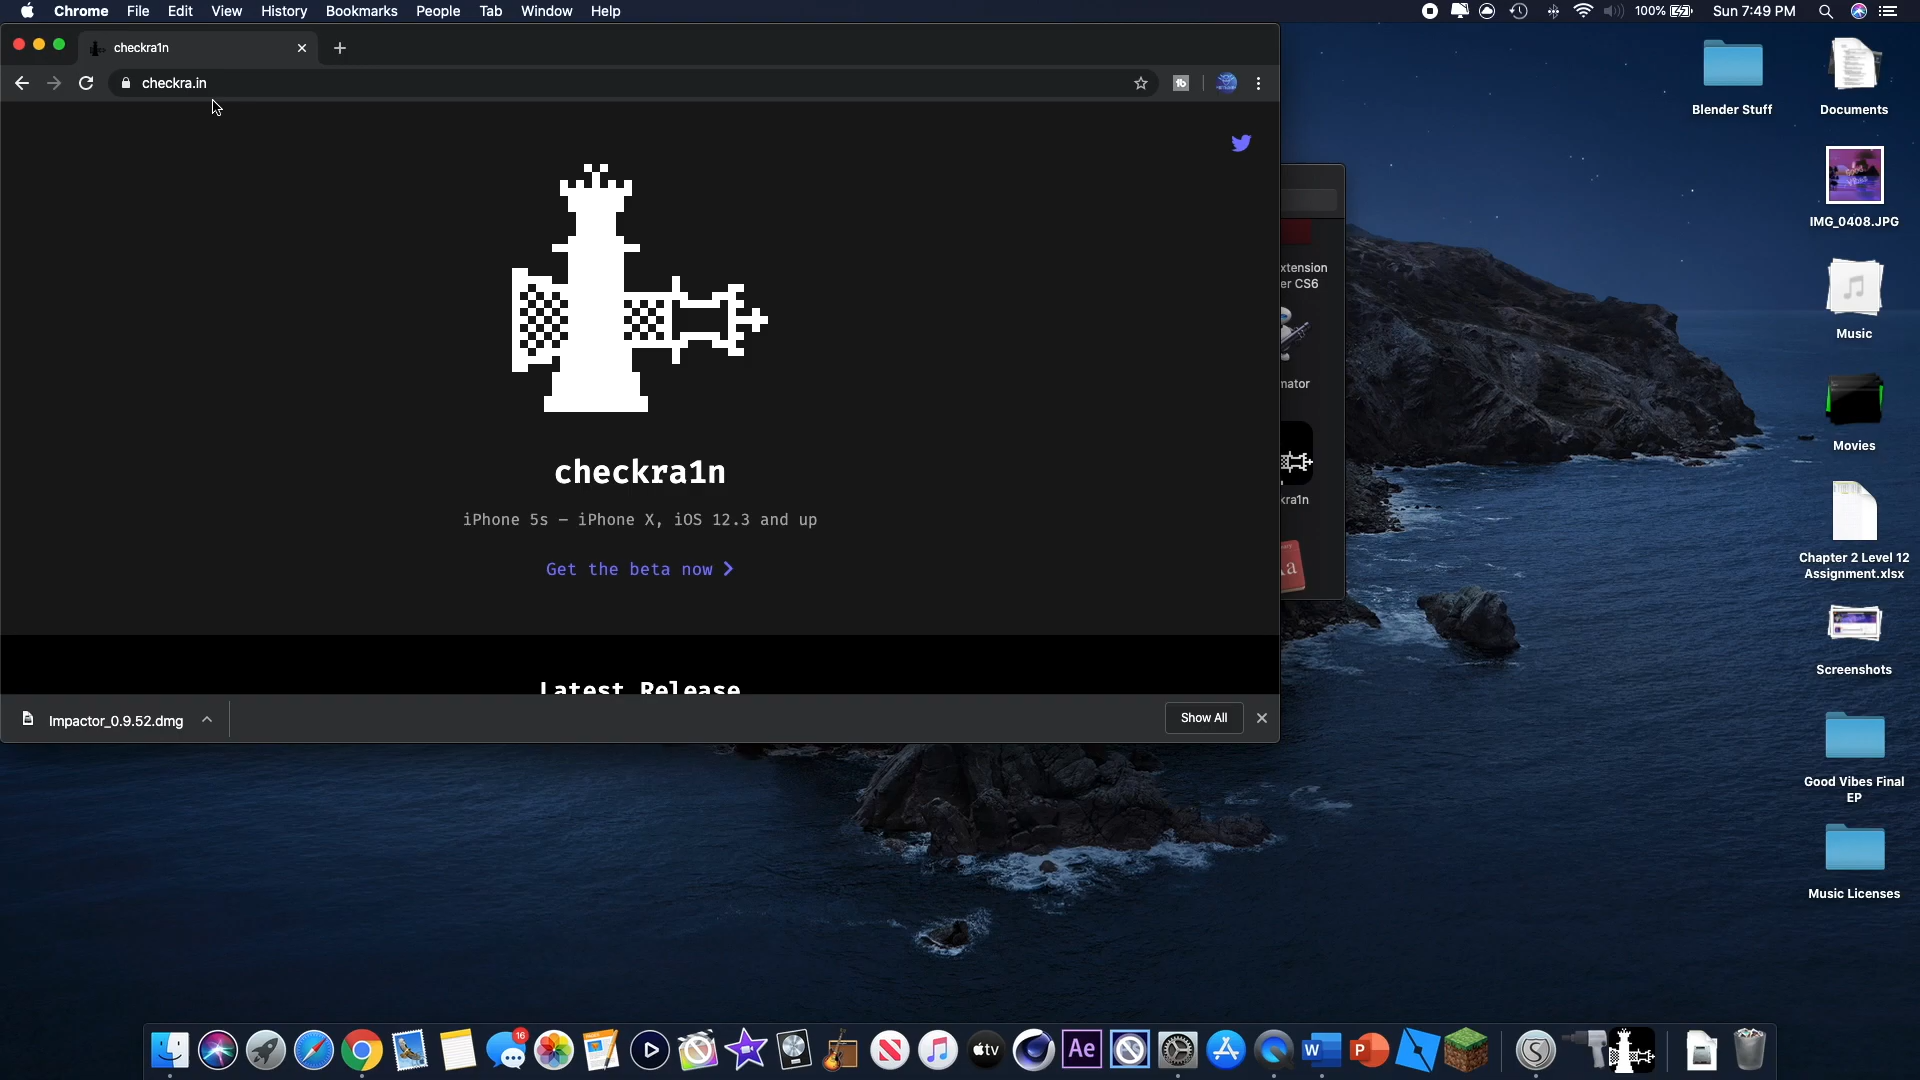 Chrome File Edit View History Bookmarks People Tab Window Help
100% Sun 7:49 PM
checkra1n
checkra.in
checkra1n
iPhone 5s – iPhone X, iOS 12.3 and up
Get the beta now
Latest Release
Impactor_0.9.52.dmg
Show All
xtension
er CS6
nator
kra1n
Blender Stuff
Documents
IMG_0408.JPG
Music
Movies
Chapter 2 Level 12
Assignment.xlsx
Screenshots
Good Vibes Final
EP
Music Licenses
16
tv
Ae
W
P